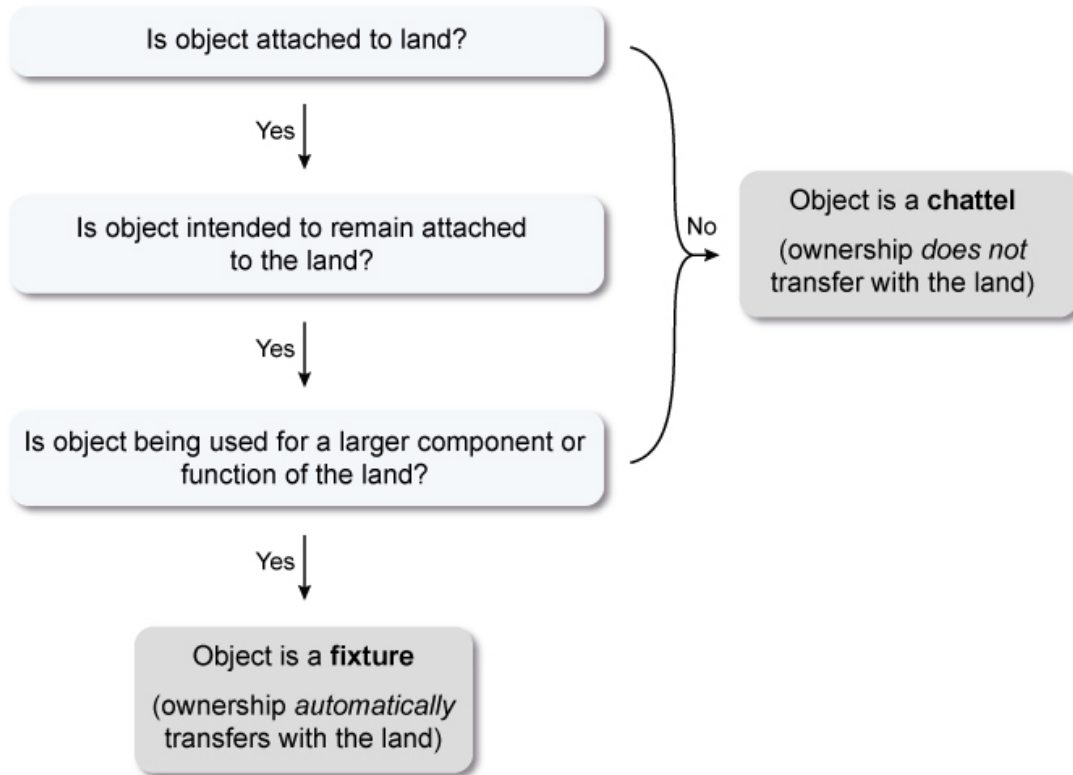 Is object attached to land?
Yes
Is object intended to remain attached
to the land?
Yes
Is object being used for a larger component or
function of the land?
Yes
Object is a fixture
(ownership automatically
transfers with the land)
No
Object is a chattel
(ownership does not
transfer with the land)